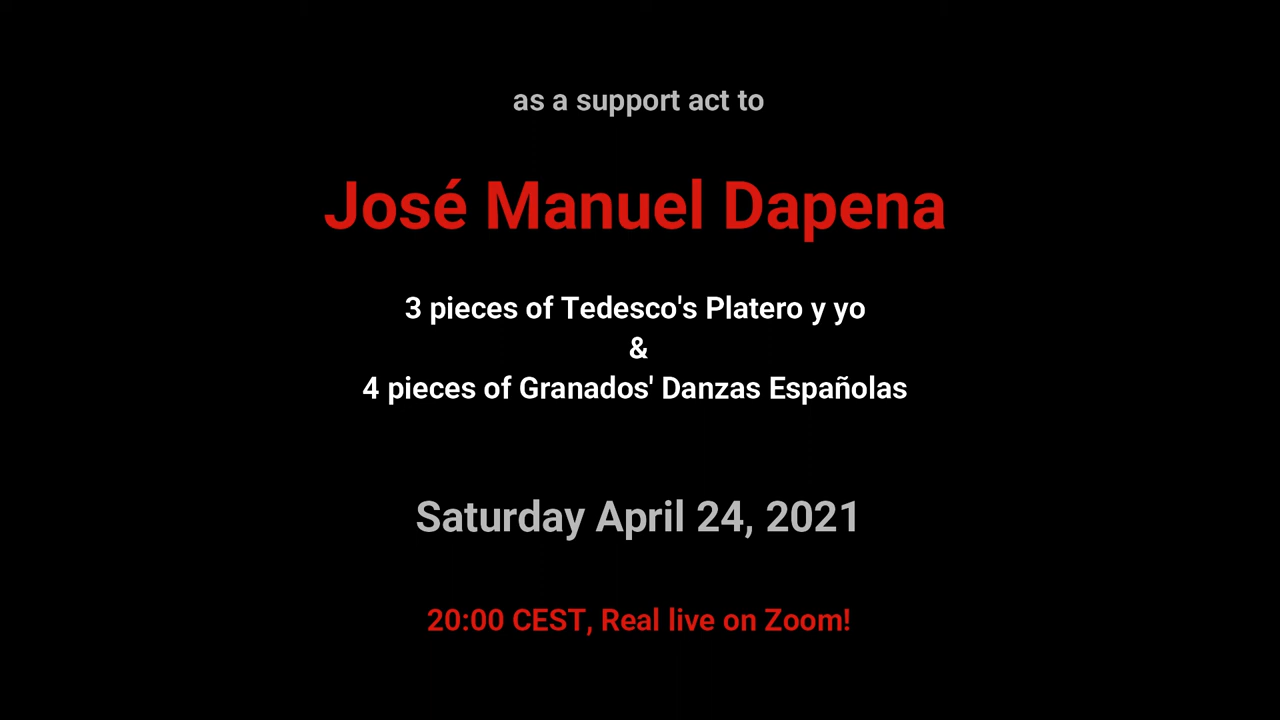 as a support act to
José Manuel Dapena
3 pieces of Tedesco's Platero y yo
&
4 pieces of Granados' Danzas Españolas
Saturday April 24, 2021
20:00 CEST, Real live on Zoom!